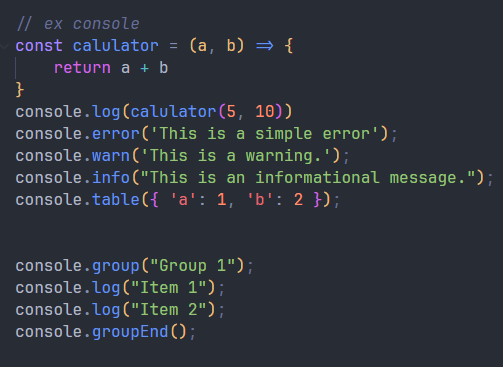 // ex console
const calulator = (a, b) => {
    return a + b
}
console.log(calulator(5, 10))
console.error('This is a simple error');
console.warn('This is a warning.');
console.info("This is an informational message.");
console.table({ 'a': 1, 'b': 2 });
console.group("Group 1");
console.log("Item 1");
console.log("Item 2");
console.groupEnd();